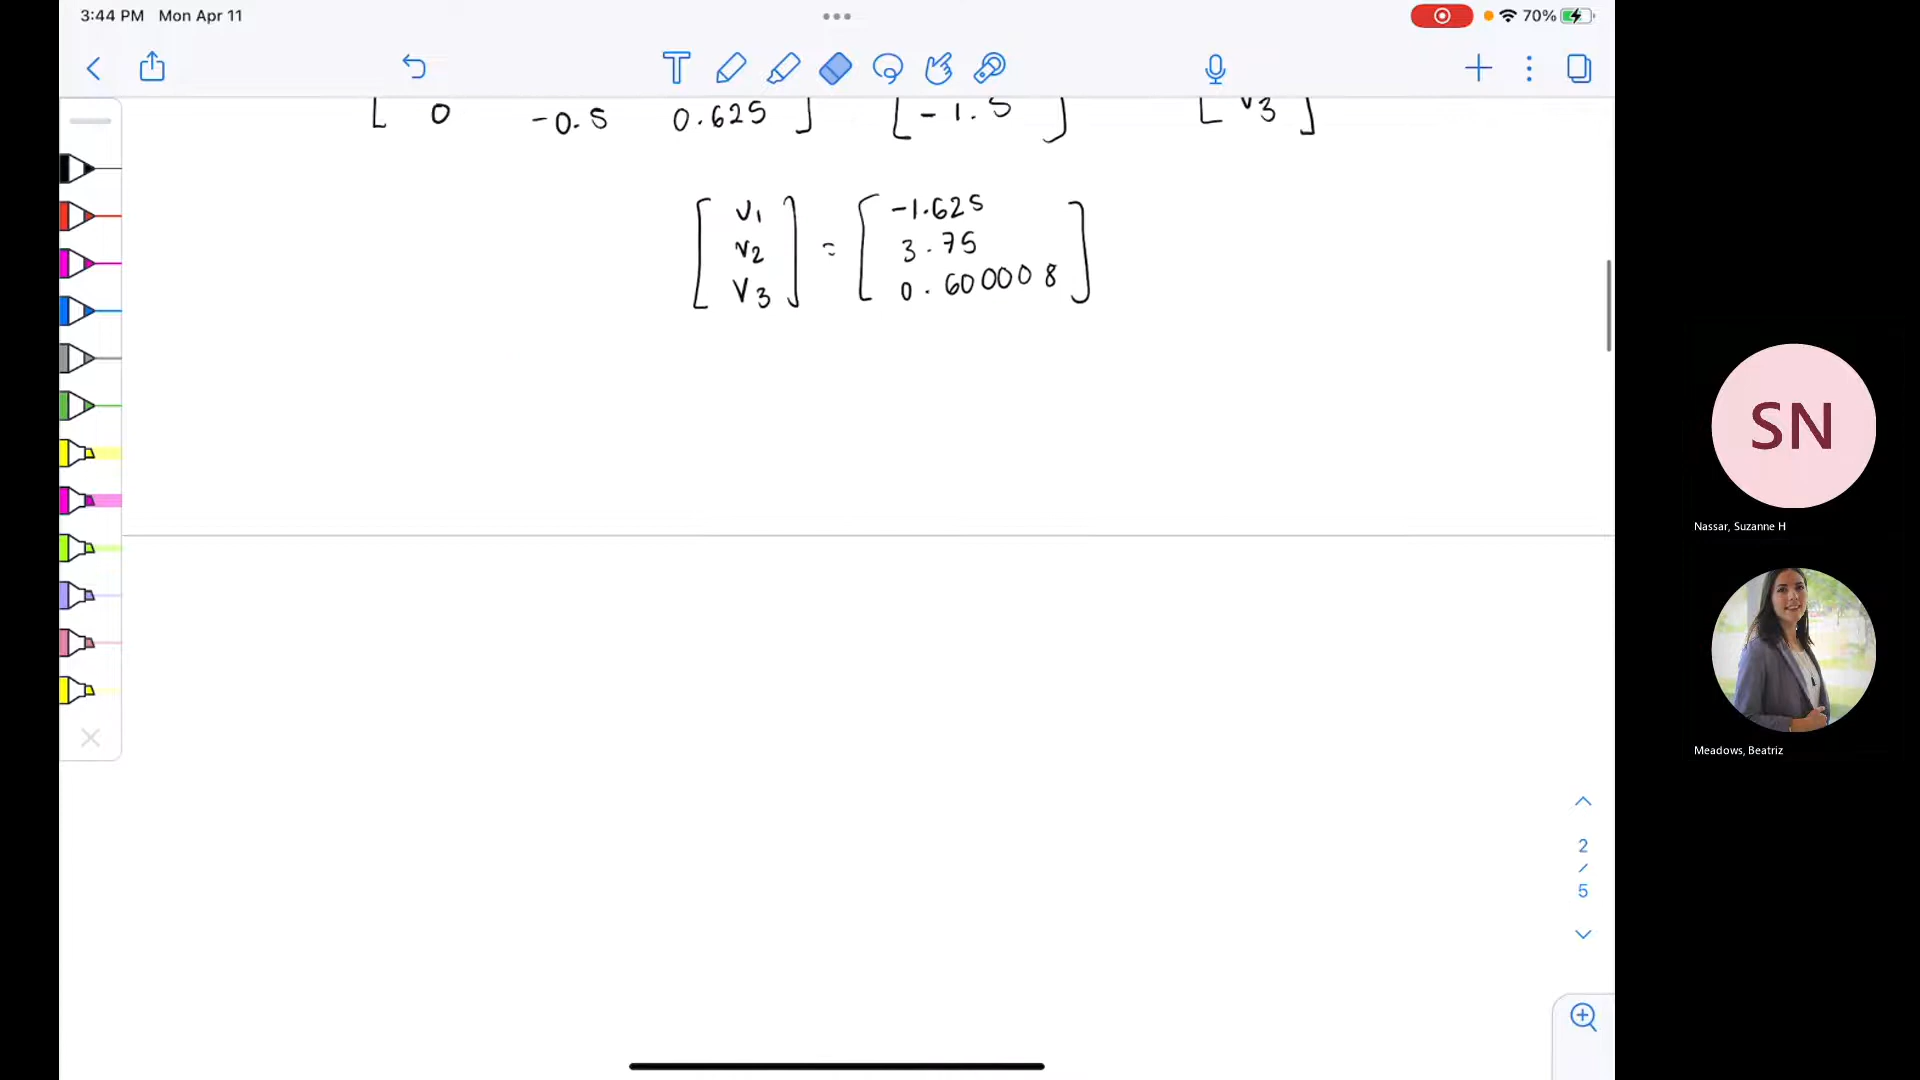 3:44 PM Mon Apr 11
70%
T
[ 0 -0.5 0.625 ] [ -1.5 ] [ v3 ]
[ v1 ] = [ -1.625 ]
[ v2 ] [ 3.75 ]
[ v3 ] [ 0.600008 ]
SN
Nassar, Suzanne H
Meadows, Beatriz
2
/
5